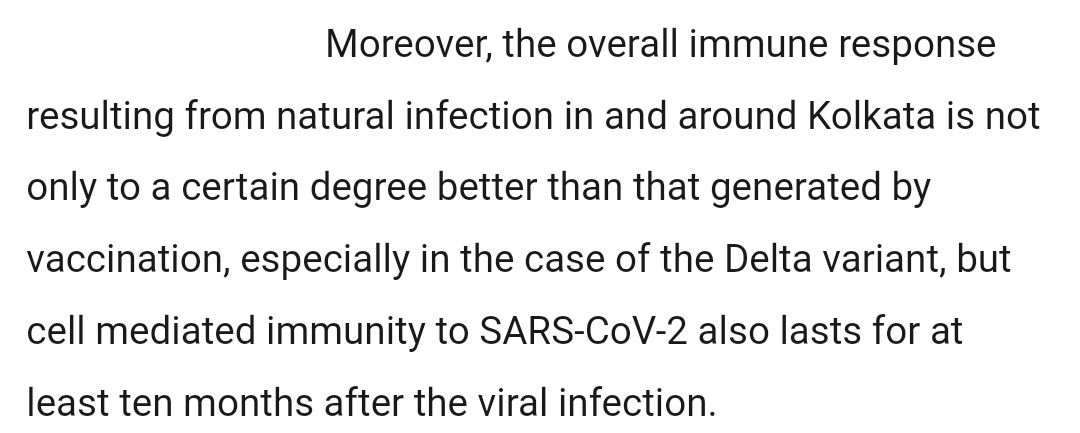 Moreover, the overall immune response
resulting from natural infection in and around Kolkata is not
only to a certain degree better than that generated by
vaccination, especially in the case of the Delta variant, but
cell mediated immunity to SARS-CoV-2 also lasts for at
least ten months after the viral infection.